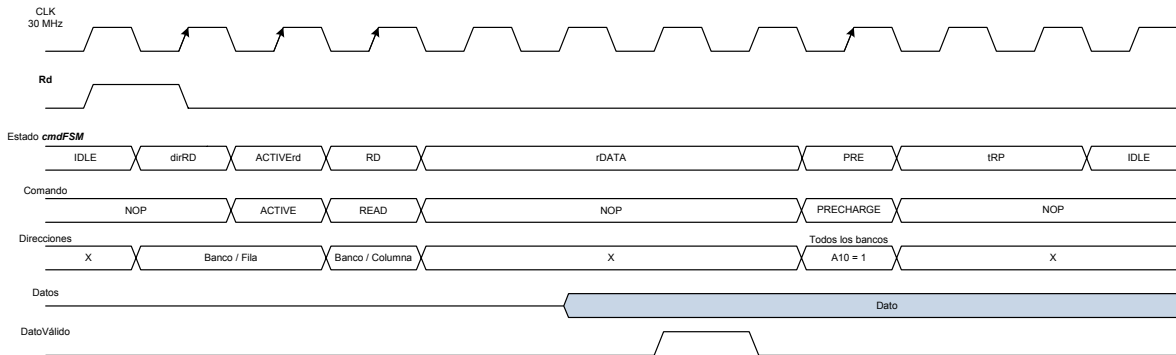 CLK
30 MHz
Rd
Estado cmdFSM
IDLE dirRD ACTIVErd RD rDATA PRE tRP IDLE
Comando
NOP ACTIVE READ NOP PRECHARGE NOP
Direcciones Todos los bancos
X Banco / Fila Banco / Columna X A10 = 1 X
Datos
Dato
DatoVálido